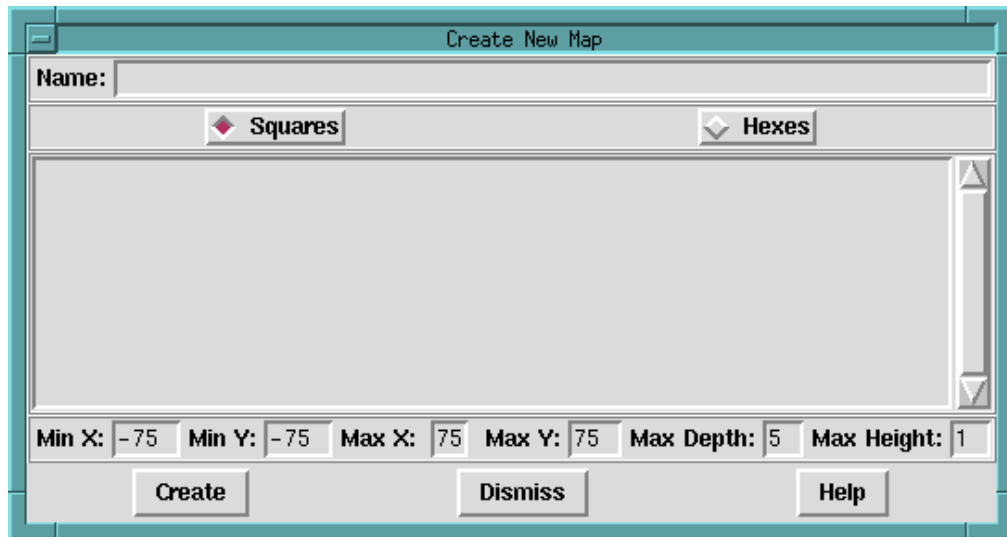 Create New Map
Name:
Squares Hexes
Min X: -75 Min Y: -75 Max X: 75 Max Y: 75 Max Depth: 5 Max Height: 1
Create Dismiss Help